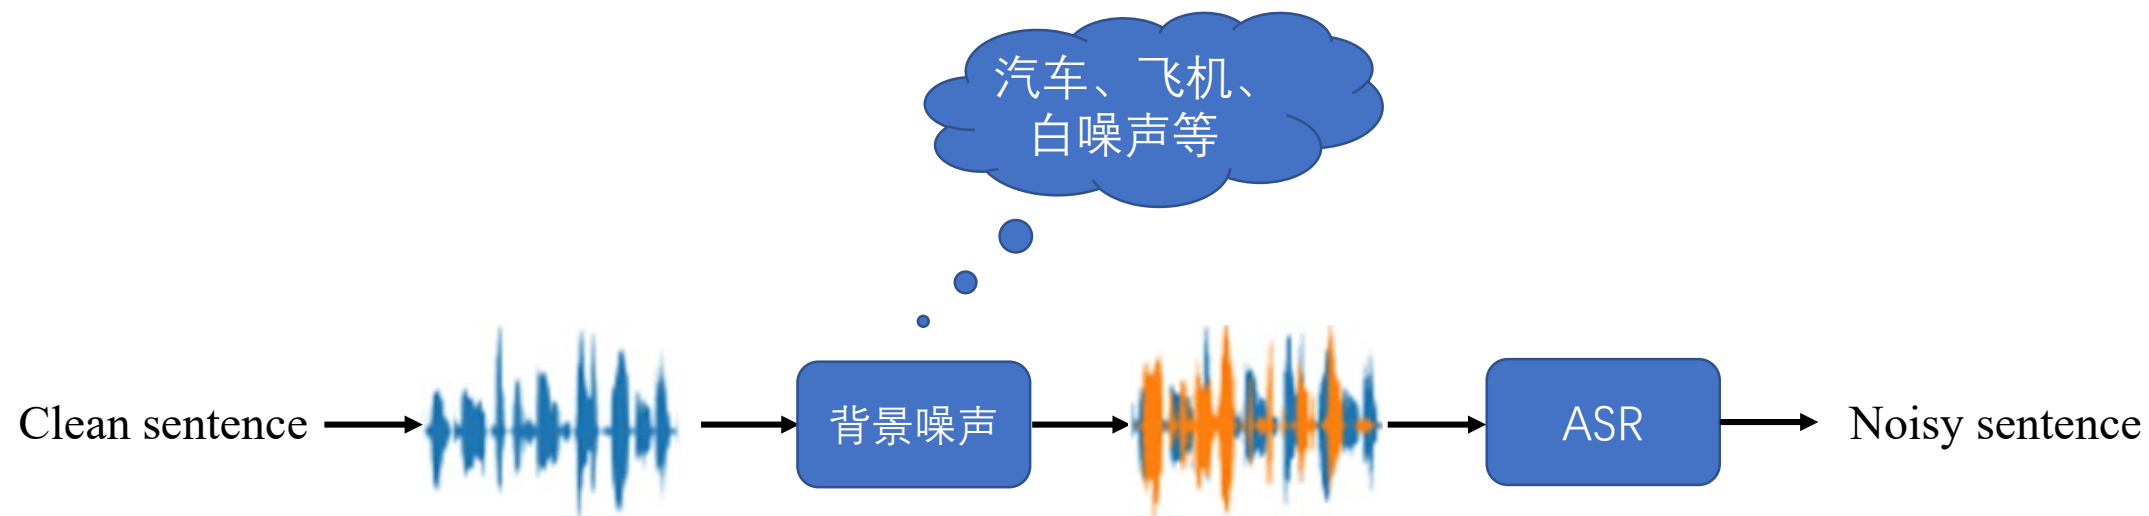 汽车、飞机、
白噪声等
Clean sentence
背景噪声
ASR
Noisy sentence